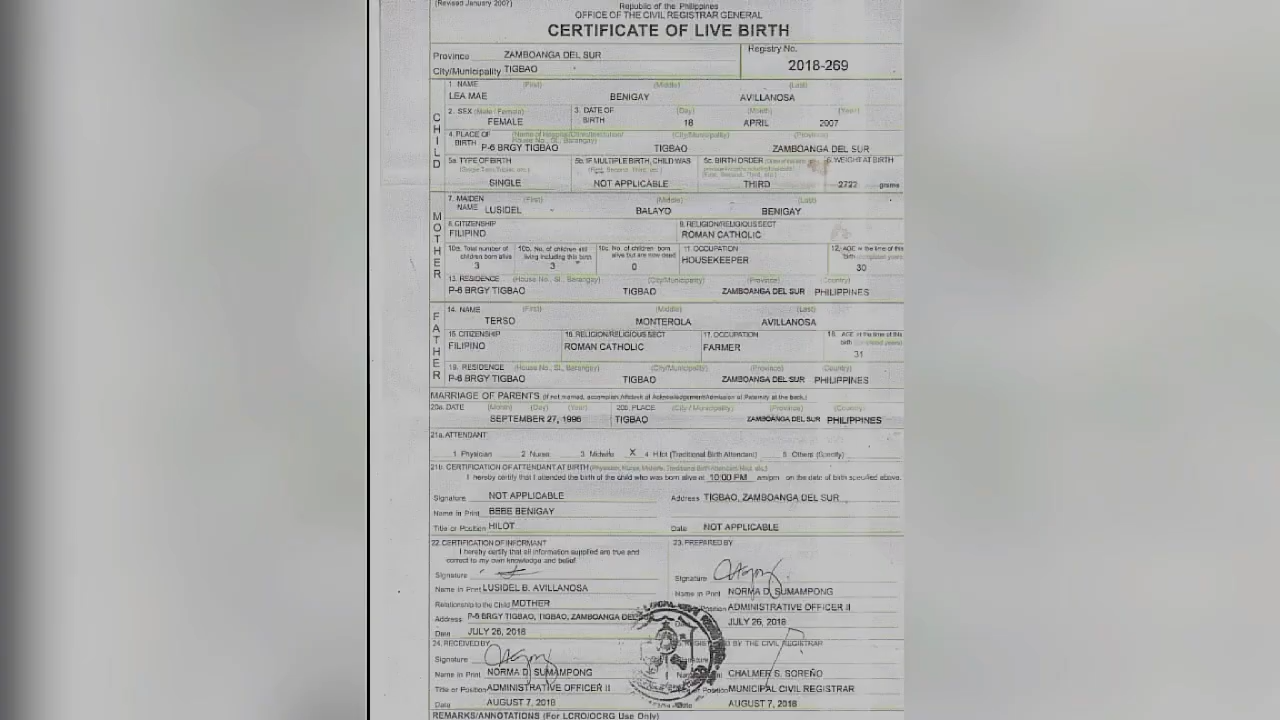 (Revised January 2007)
Republic of the Philippines
OFFICE OF THE CIVIL REGISTRAR GENERAL
CERTIFICATE OF LIVE BIRTH
Province ZAMBOANGA DEL SUR
City/Municipality TIGBAO
Registry No.
2018-269
CHILD
1. NAME (First) (Middle) (Last)
LEA MAE BENIGAY AVILLANOSA
2. SEX (Male / Female) 3. DATE OF BIRTH (Day) (Month) (Year)
FEMALE 18 APRIL 2007
4. PLACE OF BIRTH (Name of Hospital/Clinic/Institution/ House No., St., Barangay) (City/Municipality) (Province)
P-6 BRGY TIGBAO TIGBAO ZAMBOANGA DEL SUR
5a. TYPE OF BIRTH 5b. IF MULTIPLE BIRTH, CHILD WAS 5c. BIRTH ORDER 6. WEIGHT AT BIRTH
(Single, Twin, Triplet, etc.) (First, Second, Third, etc.) (First, Second, Third, etc.)
SINGLE NOT APPLICABLE THIRD 2722 grams
MOTHER
7. MAIDEN NAME (First) (Middle) (Last)
LUSIDEL BALAYO BENIGAY
8. CITIZENSHIP 9. RELIGION/RELIGIOUS SECT
FILIPINO ROMAN CATHOLIC
10a. Total number of children born alive 10b. No. of children still living including this birth 10c. No. of children born alive but are now dead 11. OCCUPATION 12. AGE at the time of this birth (completed years)
3 3 0 HOUSEKEEPER 30
13. RESIDENCE (House No., St., Barangay) (City/Municipality) (Province) (Country)
P-6 BRGY TIGBAO TIGBAO ZAMBOANGA DEL SUR PHILIPPINES
FATHER
14. NAME (First) (Middle) (Last)
TERSO MONTEROLA AVILLANOSA
15. CITIZENSHIP 16. RELIGION/RELIGIOUS SECT 17. OCCUPATION 18. AGE at the time of this birth (completed years)
FILIPINO ROMAN CATHOLIC FARMER 31
19. RESIDENCE (House No., St., Barangay) (City/Municipality) (Province) (Country)
P-6 BRGY TIGBAO TIGBAO ZAMBOANGA DEL SUR PHILIPPINES
MARRIAGE OF PARENTS (If not married, accomplish Affidavit of Acknowledgement/Admission of Paternity at the back.)
20a. DATE (Month) (Day) (Year) 20b. PLACE (City / Municipality) (Province) (Country)
SEPTEMBER 27, 1996 TIGBAO ZAMBOANGA DEL SUR PHILIPPINES
21a. ATTENDANT
1 Physician 2 Nurse 3 Midwife X 4 Hilot (Traditional Birth Attendant) 5 Others (Specify)
21b. CERTIFICATION OF ATTENDANT AT BIRTH (Physician, Nurse, Midwife, Traditional Birth Attendant/Hilot, etc.)
I hereby certify that I attended the birth of the child who was born alive at 10:00 PM am/pm on the date of birth specified above.
Signature NOT APPLICABLE Address TIGBAO, ZAMBOANGA DEL SUR
Name in Print BEBE BENIGAY
Title or Position HILOT Date NOT APPLICABLE
22. CERTIFICATION OF INFORMANT
I hereby certify that all information supplied are true and
correct to my own knowledge and belief.
Signature
Name in Print LUSIDEL B. AVILLANOSA
Relationship to the Child MOTHER
Address P-6 BRGY TIGBAO, TIGBAO, ZAMBOANGA DEL SUR
Date JULY 26, 2018
23. PREPARED BY
Signature
Name in Print NORMA D. SUMAMPONG
Position ADMINISTRATIVE OFFICER II
JULY 26, 2018
24. RECEIVED BY
Signature
Name in Print NORMA D. SUMAMPONG
Title or Position ADMINISTRATIVE OFFICER II
Date AUGUST 7, 2018
BY THE CIVIL REGISTRAR
CHALMER S. SOREÑO
Position MUNICIPAL CIVIL REGISTRAR
Date AUGUST 7, 2018
REMARKS/ANNOTATIONS (For LCRO/OCRG Use Only)